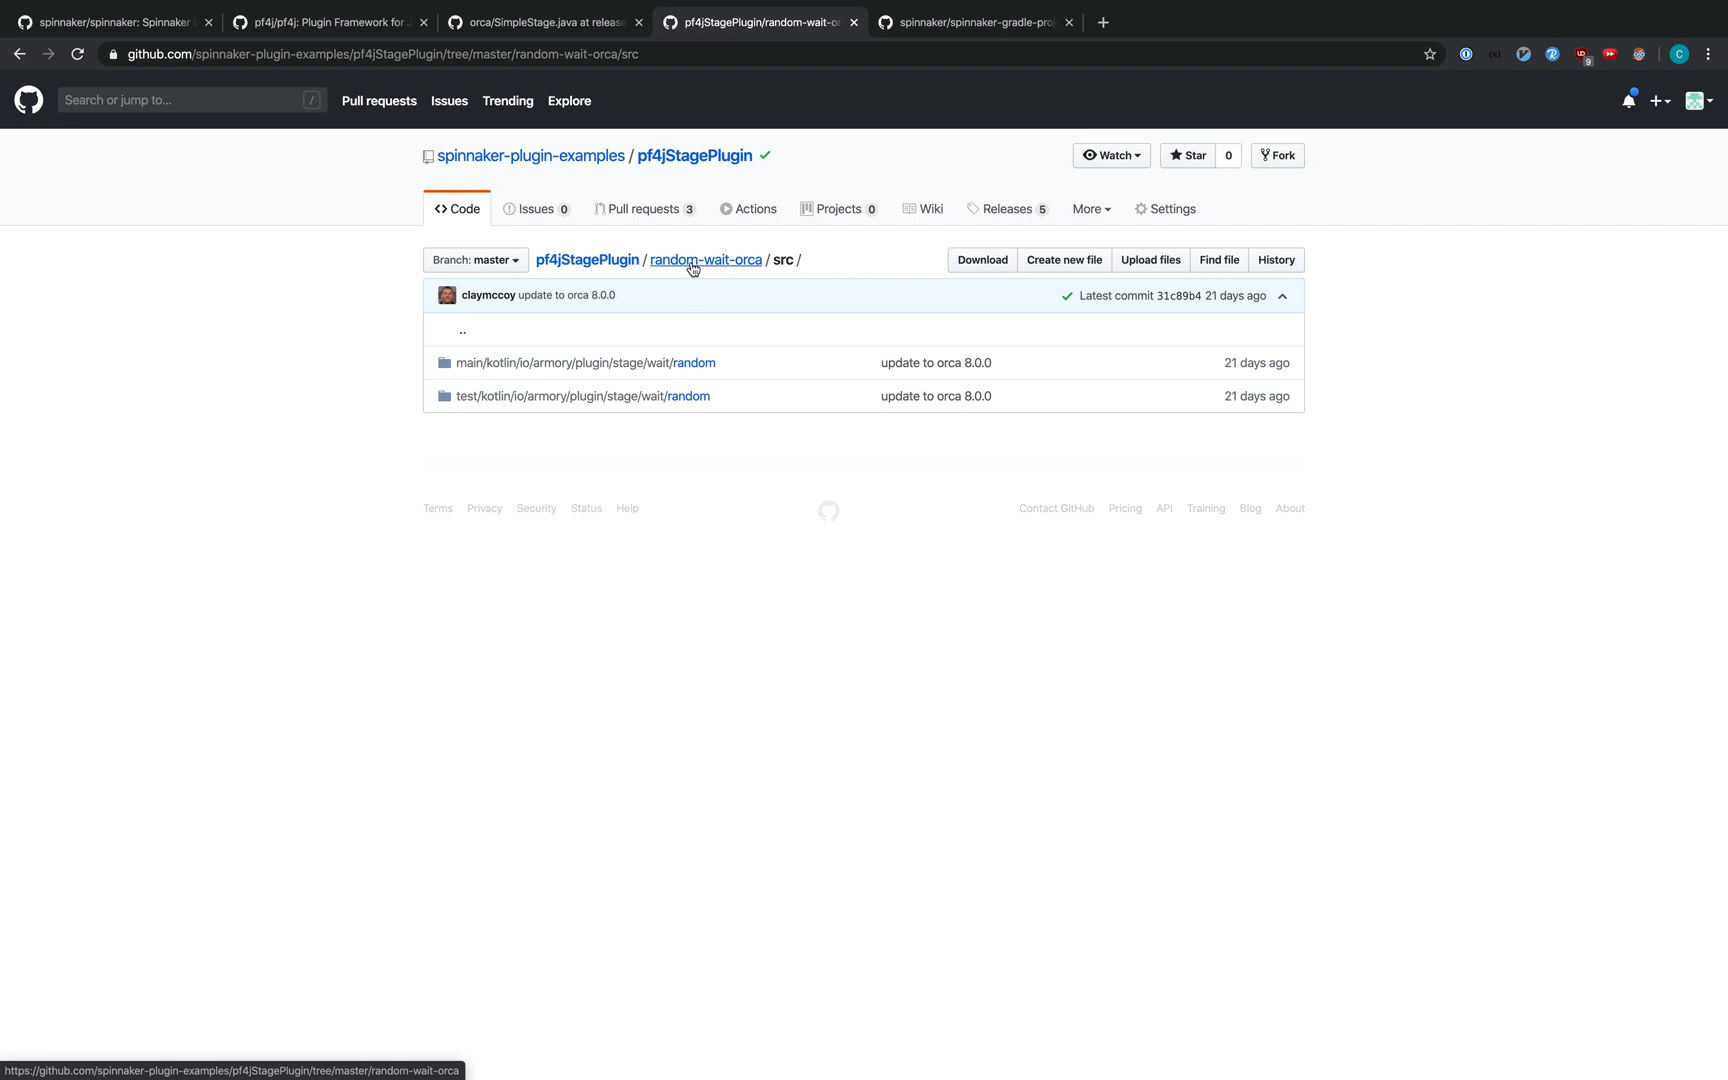 spinnaker/spinnaker: Spinnaker
pf4j/pf4j: Plugin Framework for J
orca/SimpleStage.java at release
pf4jStagePlugin/random-wait-or
spinnaker/spinnaker-gradle-proj
github.com/spinnaker-plugin-examples/pf4jStagePlugin/tree/master/random-wait-orca/src
9
C
Search or jump to...
/
Pull requests
Issues
Trending
Explore
spinnaker-plugin-examples / pf4jStagePlugin
Watch
Star
0
Fork
Code
Issues 0
Pull requests 3
Actions
Projects 0
Wiki
Releases 5
More
Settings
Branch: master
pf4jStagePlugin / random-wait-orca / src /
Download
Create new file
Upload files
Find file
History
claymccoy update to orca 8.0.0
Latest commit 31c89b4 21 days ago
..
main/kotlin/io/armory/plugin/stage/wait/random
update to orca 8.0.0
21 days ago
test/kotlin/io/armory/plugin/stage/wait/random
update to orca 8.0.0
21 days ago
Terms
Privacy
Security
Status
Help
Contact GitHub
Pricing
API
Training
Blog
About
https://github.com/spinnaker-plugin-examples/pf4jStagePlugin/tree/master/random-wait-orca